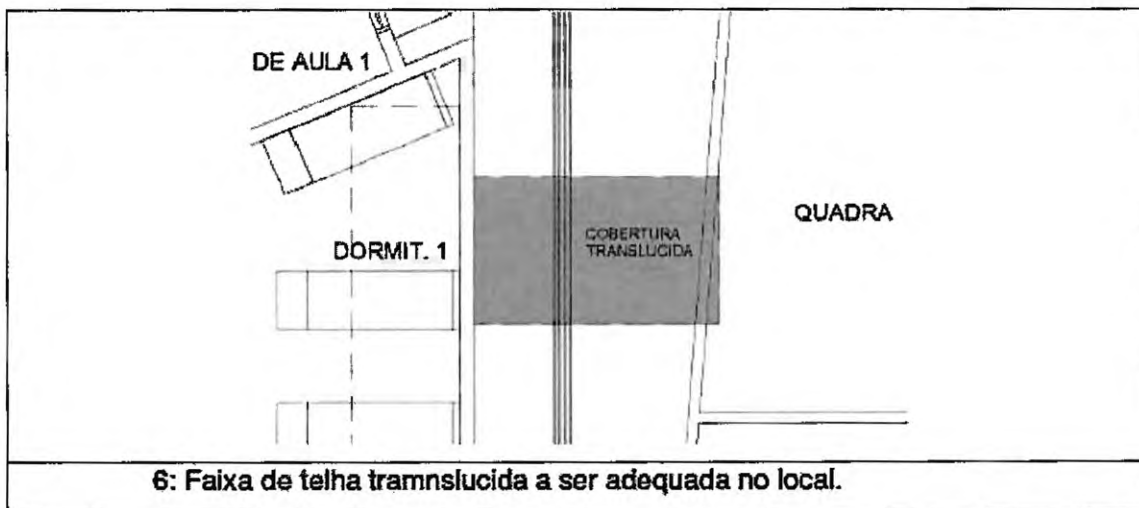 DE AULA 1
QUADRA
COBERTURA
TRANSLUCIDA
DORMIT. 1
6: Faixa de telha tramnslucida a ser adequada no local.